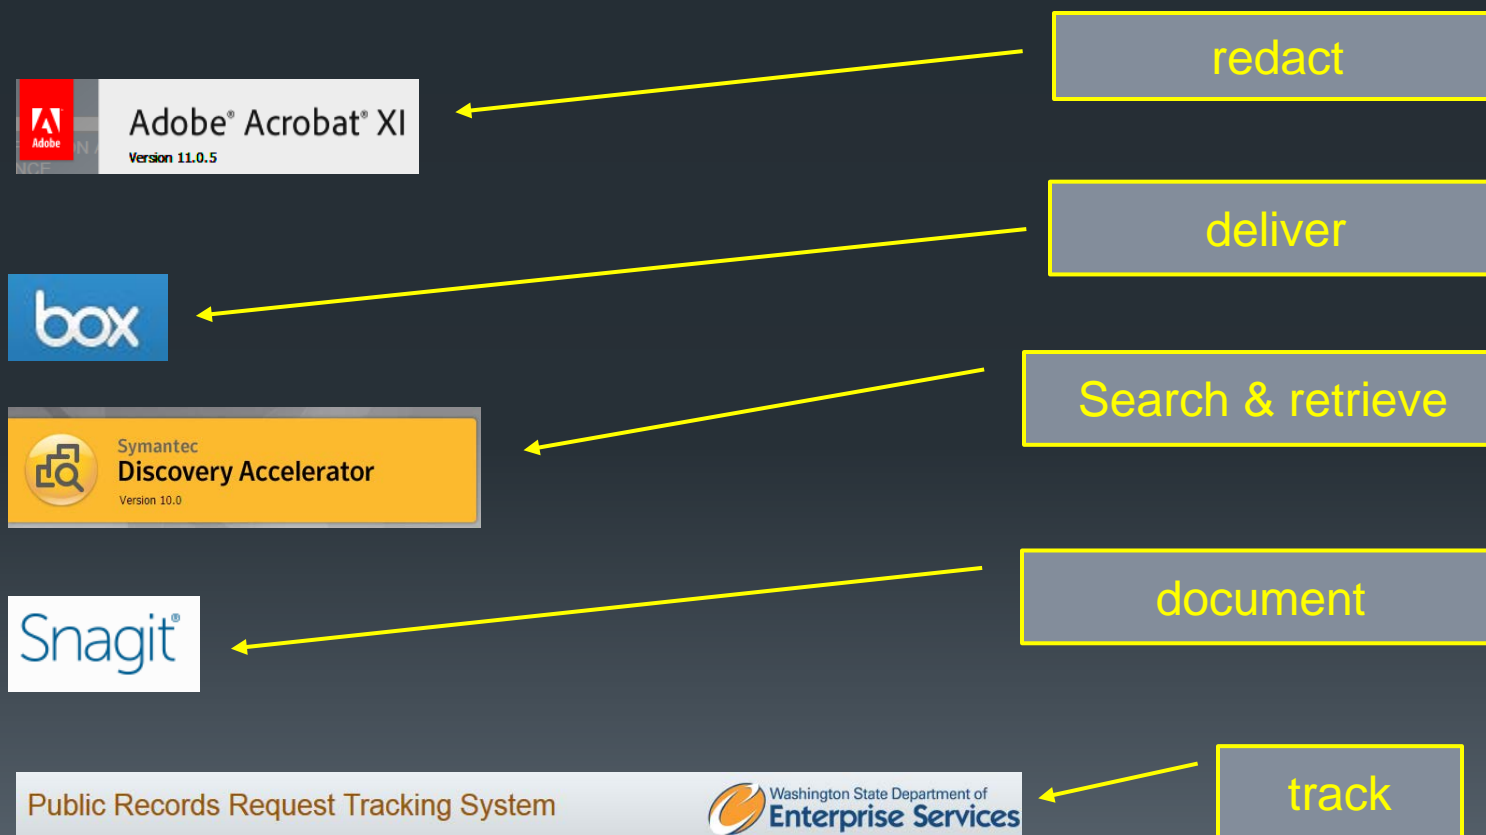 redact
Adobe® Acrobat® XI
Adobe
Version 11.0.5
deliver
box
Search & retrieve
Symantec
Discovery Accelerator
Version 10.0
document
Snagit®
track
Public Records Request Tracking System
Washington State Department of
Enterprise Services